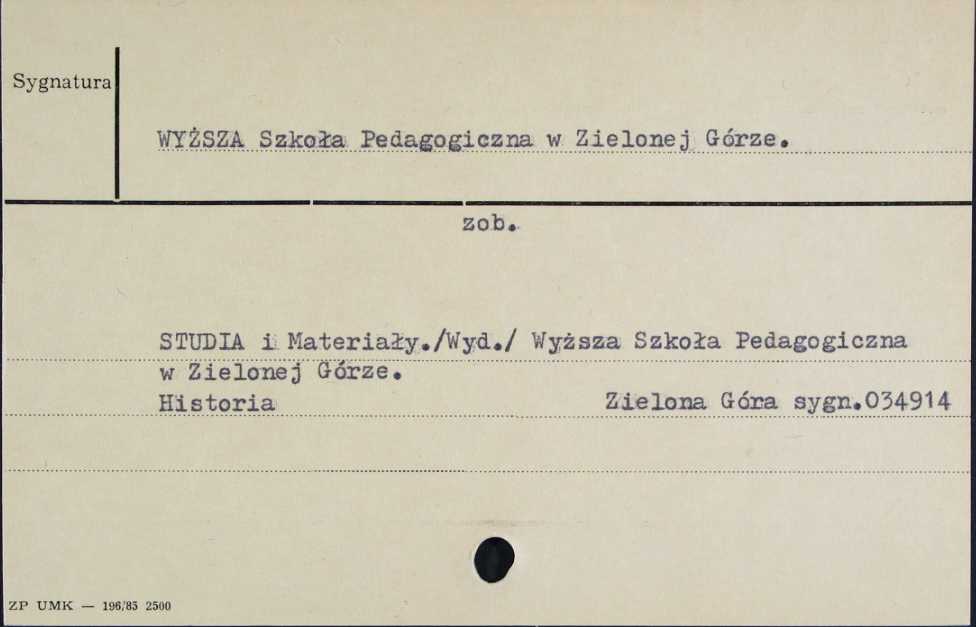 Sygnatura
WYŻSZA Szkoła Pedagogiczna w Zielonej Górze.
zob.
STUDIA i Materiały./Wyd./ Wyższa Szkoła Pedagogiczna
w Zielonej Górze.
Historia Zielona Góra sygn.034914
ZP UMK — 196/85 2500